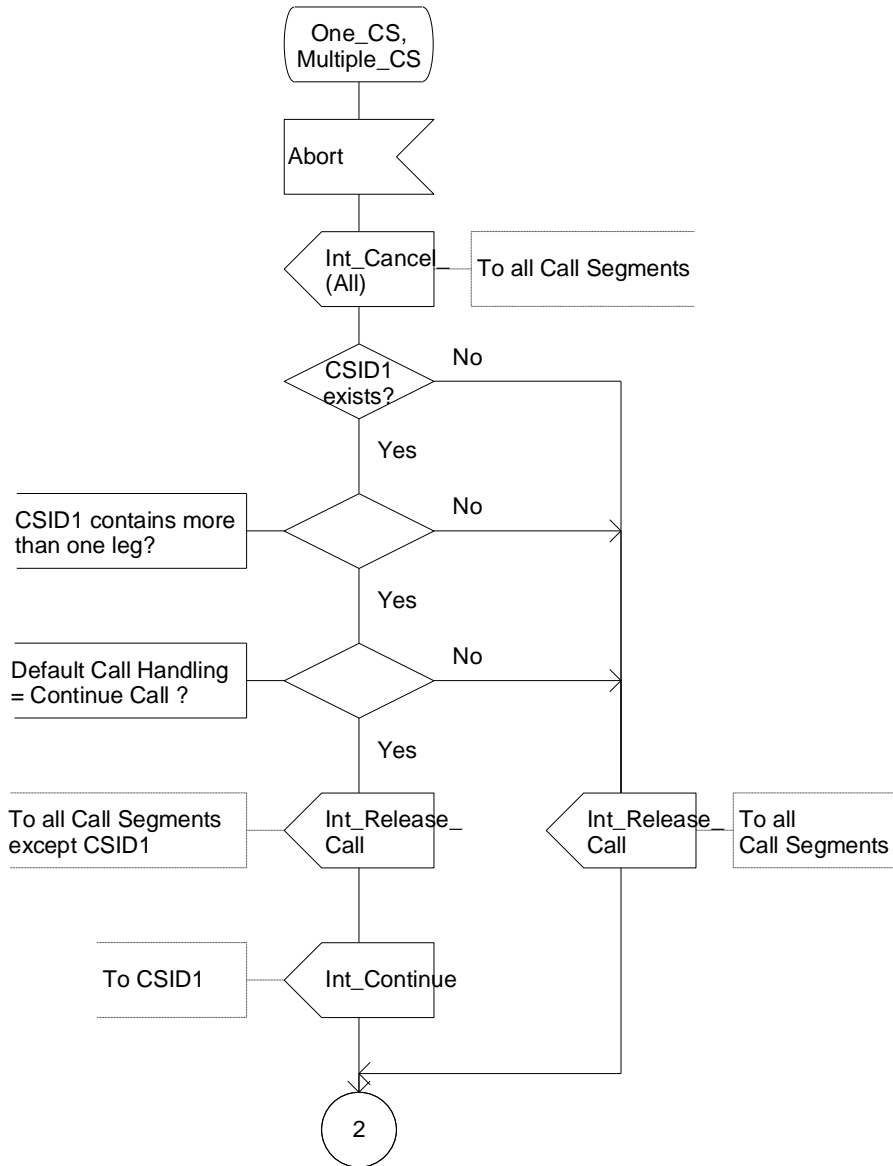 One_CS,
Multiple_CS
Abort
Int_Cancel_
(All)
To all Call Segments
CSID1
exists?
No
Yes
CSID1 contains more
than one leg?
No
Yes
Default Call Handling
= Continue Call ?
No
Yes
To all Call Segments
except CSID1
Int_Release_
Call
Int_Release_
Call
To all
Call Segments
To CSID1
Int_Continue
2